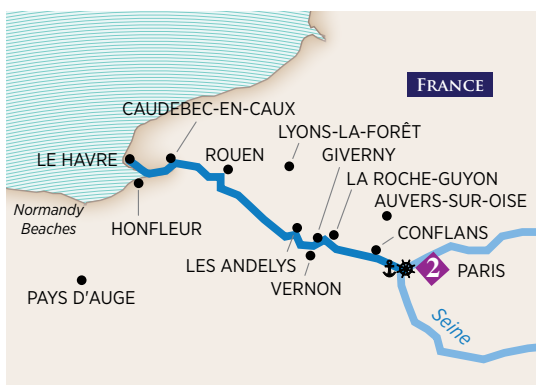 FRANCE
CAUDEBEC-EN-CAUX
LYONS-LA-FORÊT
LE HAVRE
ROUEN
GIVERNY
LA ROCHE-GUYON
AUVERS-SUR-OISE
Normandy
Beaches
HONFLEUR
CONFLANS
LES ANDELYS
2
PARIS
VERNON
PAYS D'AUGE
Seine